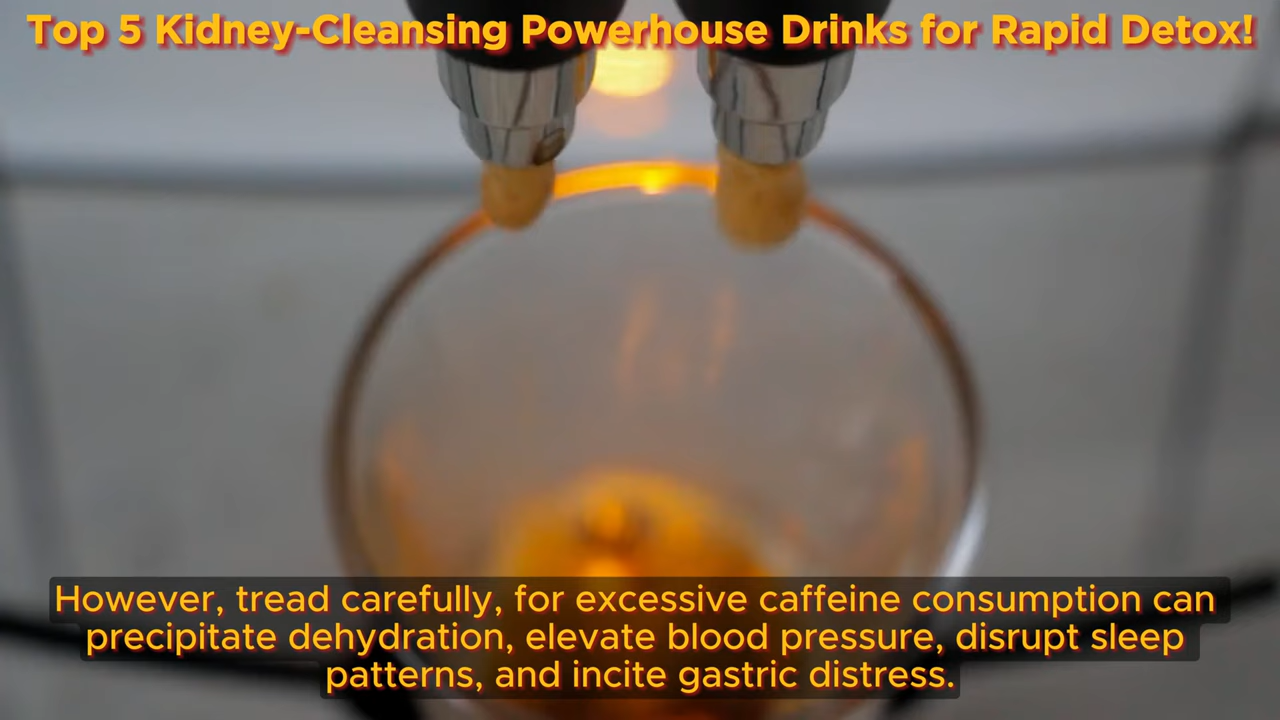 Top 5 Kidney-Cleansing Powerhouse Drinks for Rapid Detox!
However, tread carefully, for excessive caffeine consumption can
precipitate dehydration, elevate blood pressure, disrupt sleep
patterns, and incite gastric distress.